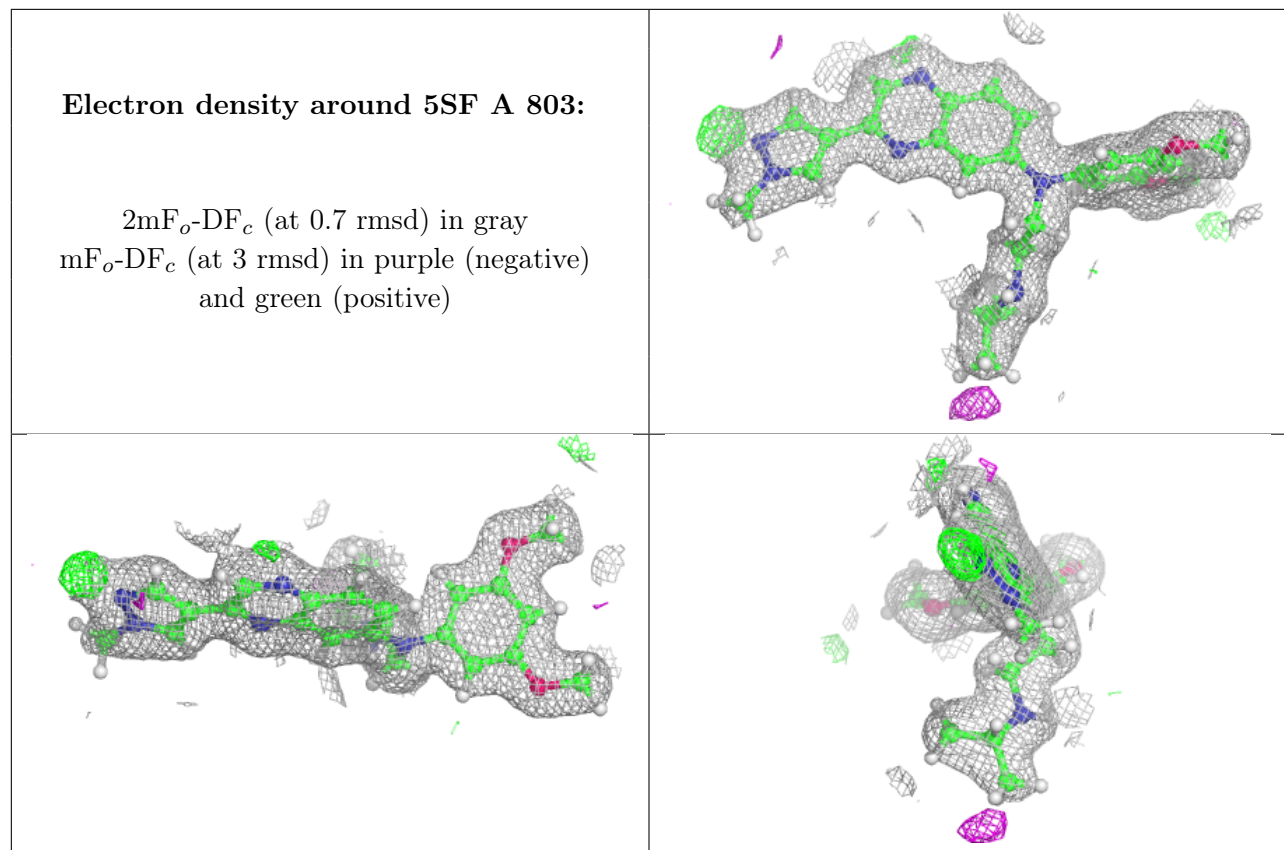 Electron density around 5SF A 803:
2mFo-DFc (at 0.7 rmsd) in gray
mFo-DFc (at 3 rmsd) in purple (negative)
and green (positive)